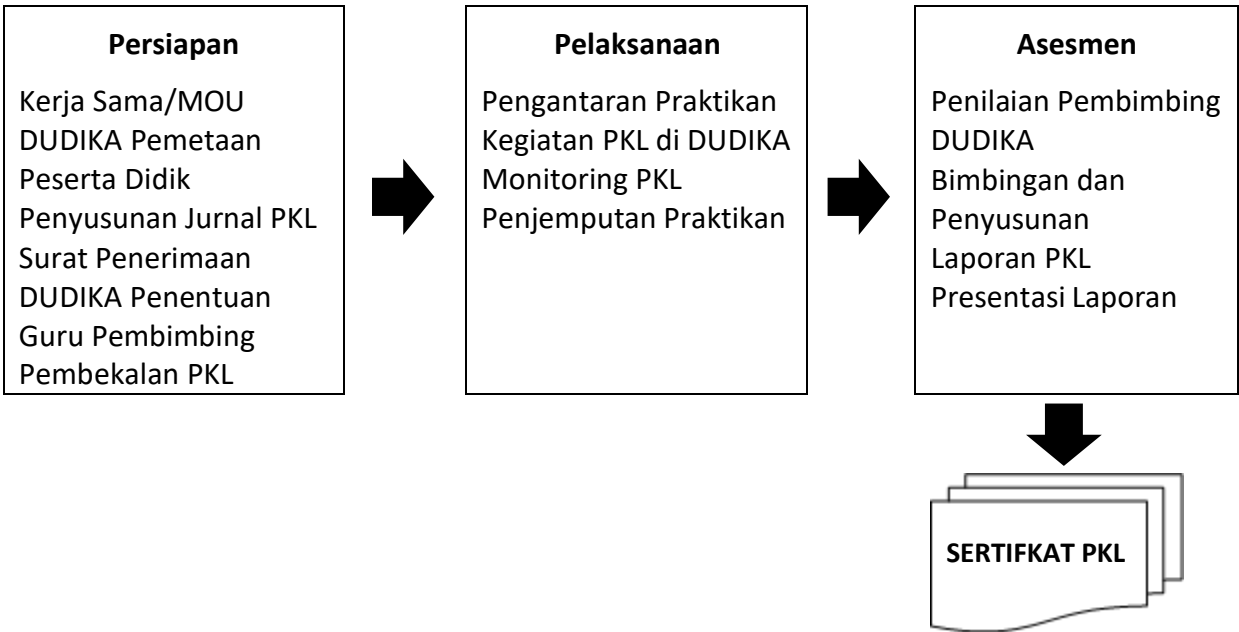 Persiapan
Kerja Sama/MOU
DUDIKA Pemetaan
Peserta Didik
Penyusunan Jurnal PKL
Surat Penerimaan
DUDIKA Penentuan
Guru Pembimbing
Pembekalan PKL
Pelaksanaan
Pengantaran Praktikan
Kegiatan PKL di DUDIKA
Monitoring PKL
Penjemputan Praktikan
Asesmen
Penilaian Pembimbing
DUDIKA
Bimbingan dan
Penyusunan
Laporan PKL
Presentasi Laporan
SERTIFKAT PKL